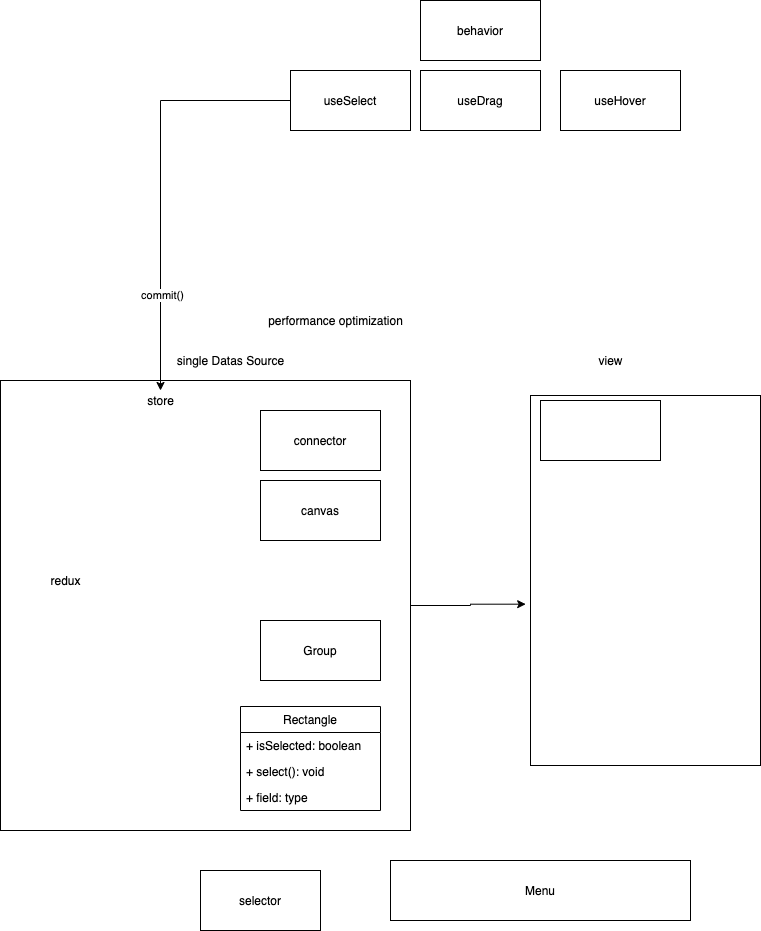 behavior
useSelect
useDrag
useHover
commit()
performance optimization
single Datas Source
view
store
connector
canvas
redux
Group
Rectangle
+ isSelected: boolean
+ select(): void
+ field: type
selector
Menu